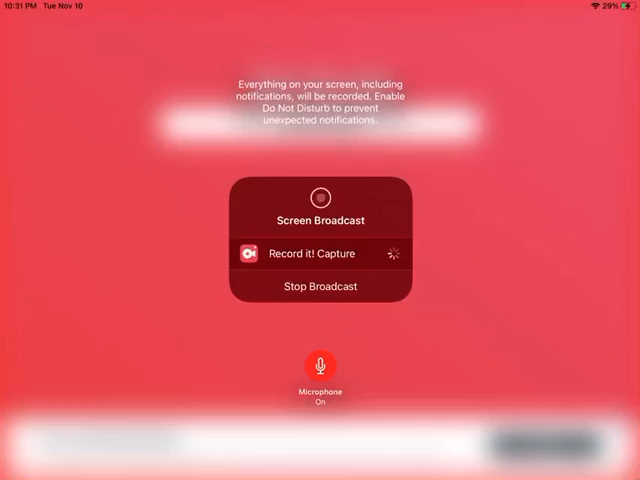 10:31 PM Tue Nov 10
29%
Everything on your screen, including
notifications, will be recorded. Enable
Do Not Disturb to prevent
unexpected notifications.
Screen Broadcast
Record it! Capture
Stop Broadcast
Microphone
On